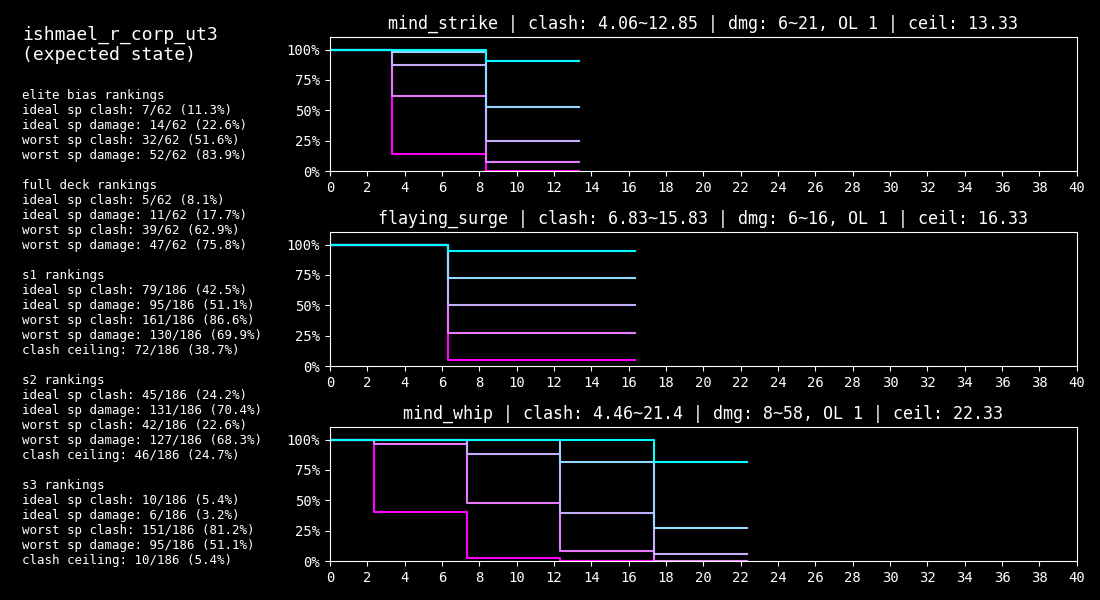 ishmael_r_corp_ut3
(expected state)
elite bias rankings
ideal sp clash: 7/62 (11.3%)
ideal sp damage: 14/62 (22.6%)
worst sp clash: 32/62 (51.6%)
worst sp damage: 52/62 (83.9%)
full deck rankings
ideal sp clash: 5/62 (8.1%)
ideal sp damage: 11/62 (17.7%)
worst sp clash: 39/62 (62.9%)
worst sp damage: 47/62 (75.8%)
s1 rankings
ideal sp clash: 79/186 (42.5%)
ideal sp damage: 95/186 (51.1%)
worst sp clash: 161/186 (86.6%)
worst sp damage: 130/186 (69.9%)
clash ceiling: 72/186 (38.7%)
s2 rankings
ideal sp clash: 45/186 (24.2%)
ideal sp damage: 131/186 (70.4%)
worst sp clash: 42/186 (22.6%)
worst sp damage: 127/186 (68.3%)
clash ceiling: 46/186 (24.7%)
s3 rankings
ideal sp clash: 10/186 (5.4%)
ideal sp damage: 6/186 (3.2%)
worst sp clash: 151/186 (81.2%)
worst sp damage: 95/186 (51.1%)
clash ceiling: 10/186 (5.4%)
mind_strike | clash: 4.06~12.85 | dmg: 6~21, OL 1 | ceil: 13.33
100%
75%
50%
25%
0%
0 2 4 6 8 10 12 14 16 18 20 22 24 26 28 30 32 34 36 38 40
flaying_surge | clash: 6.83~15.83 | dmg: 6~16, OL 1 | ceil: 16.33
100%
75%
50%
25%
0%
0 2 4 6 8 10 12 14 16 18 20 22 24 26 28 30 32 34 36 38 40
mind_whip | clash: 4.46~21.4 | dmg: 8~58, OL 1 | ceil: 22.33
100%
75%
50%
25%
0%
0 2 4 6 8 10 12 14 16 18 20 22 24 26 28 30 32 34 36 38 40